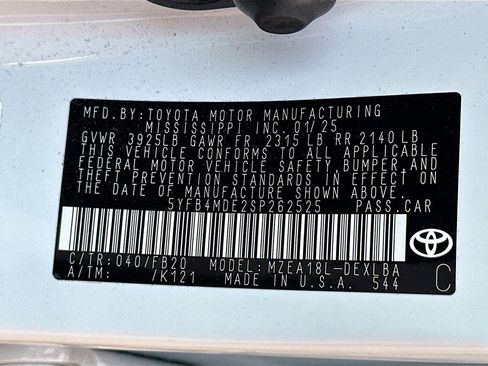 MFD.BY: TOYOTA MOTOR MANUFACTURING
MISSISSIPPI INC. 01/25
GVWR 3925LB GAWR FR 2315 LB RR 2140 LB
THIS VEHICLE CONFORMS TO ALL APPLICABLE
FEDERAL MOTOR VEHICLE SAFETY, BUMPER, AND
THEFT PREVENTION STANDARDS IN EFFECT ON
THE DATE OF MANUFACTURE SHOWN ABOVE.
5YFB4MDE2SP262525 PASS.CAR
C/TR: 040/FB20 MODEL: MZEA18L-DEXLBA
A/TM: /K121 MADE IN U.S.A. 544 C